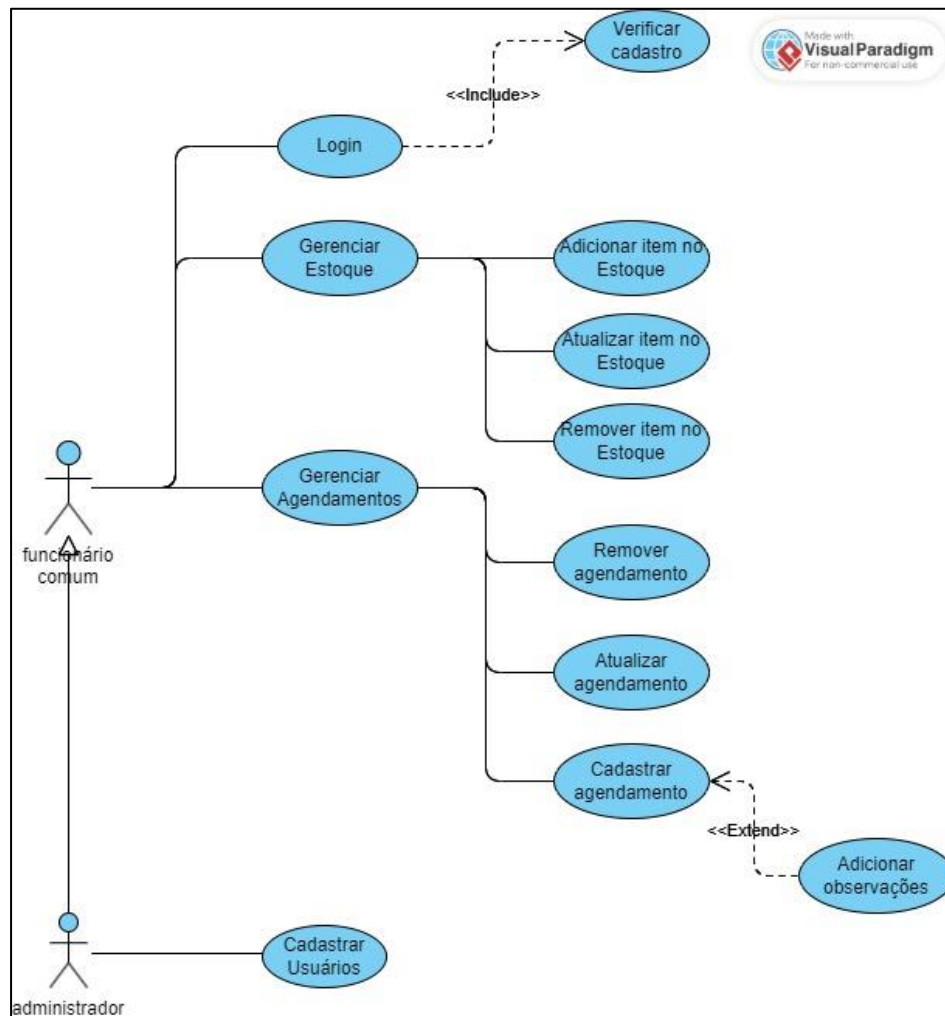 Verificar
cadastro
Made with
Visual Paradigm
For non-commercial use
<<Include>>
Login
Gerenciar
Estoque
Adicionar item no
Estoque
Atualizar item no
Estoque
Remover item no
Estoque
Gerenciar
Agendamentos
funcionário
comum
Remover
agendamento
Atualizar
agendamento
Cadastrar
agendamento
<<Extend>>
Adicionar
observações
Cadastrar
Usuários
administrador